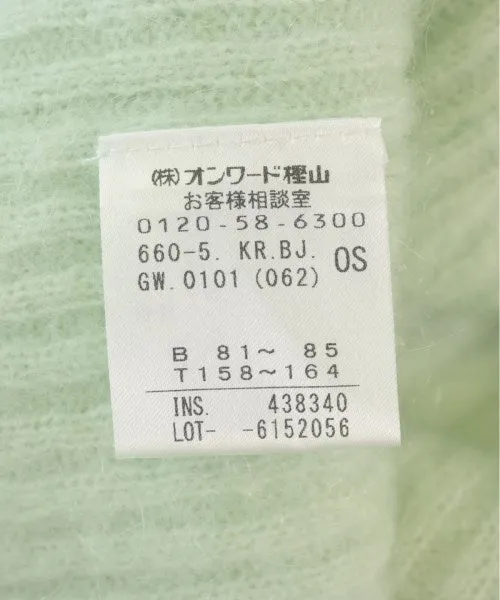 (株)オンワード樫山
お客様相談室
0120-58-6300
660-5. KR.BJ. OS
GW.0101 (062)
B 81～ 85
T158～164
INS. 438340
LOT- -6152056